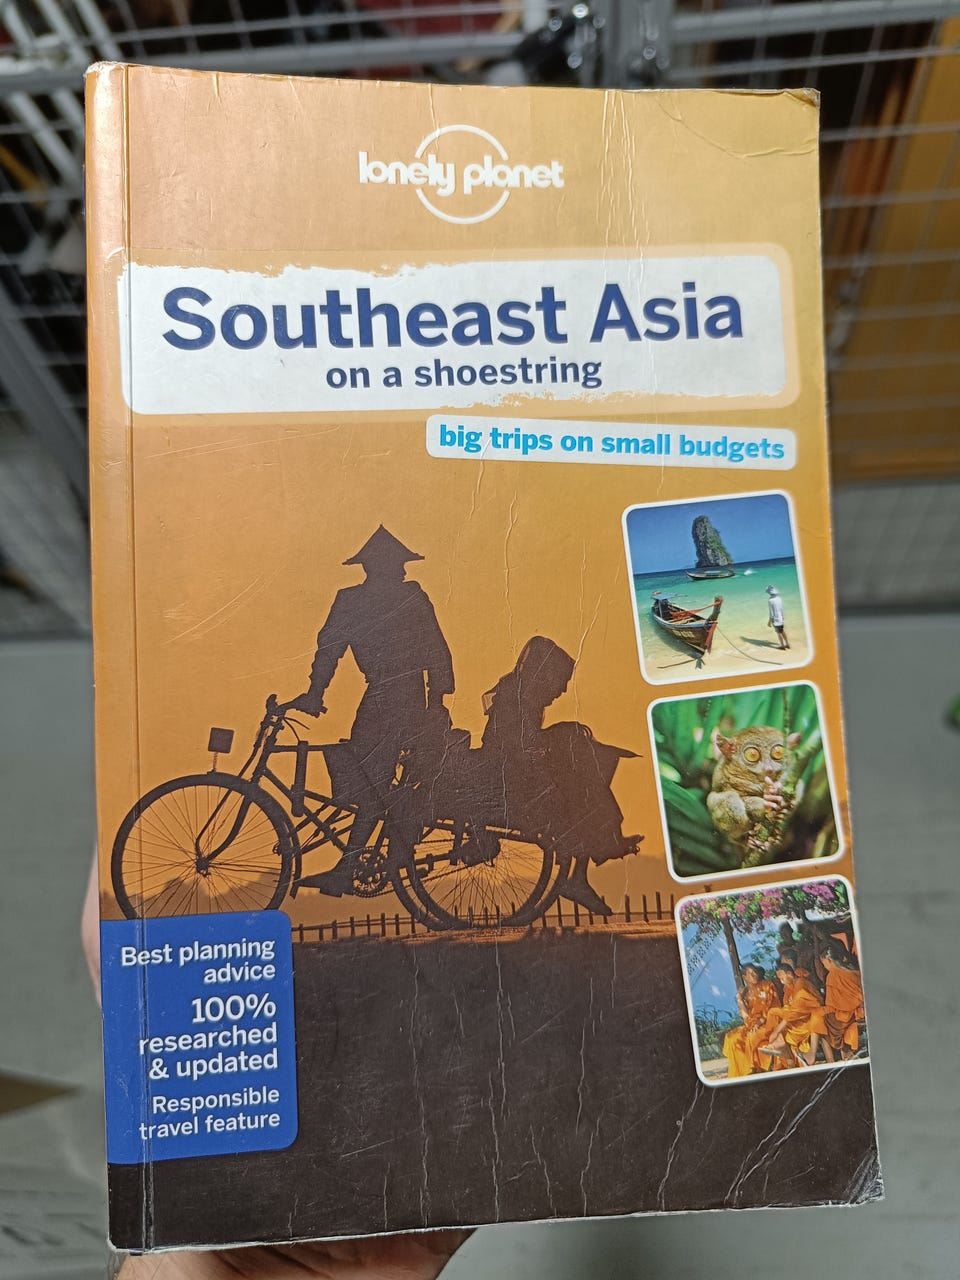 lonely planet
Southeast Asia
on a shoestring
big trips on small budgets
Best planning
advice
100%
researched
& updated
Responsible
travel feature